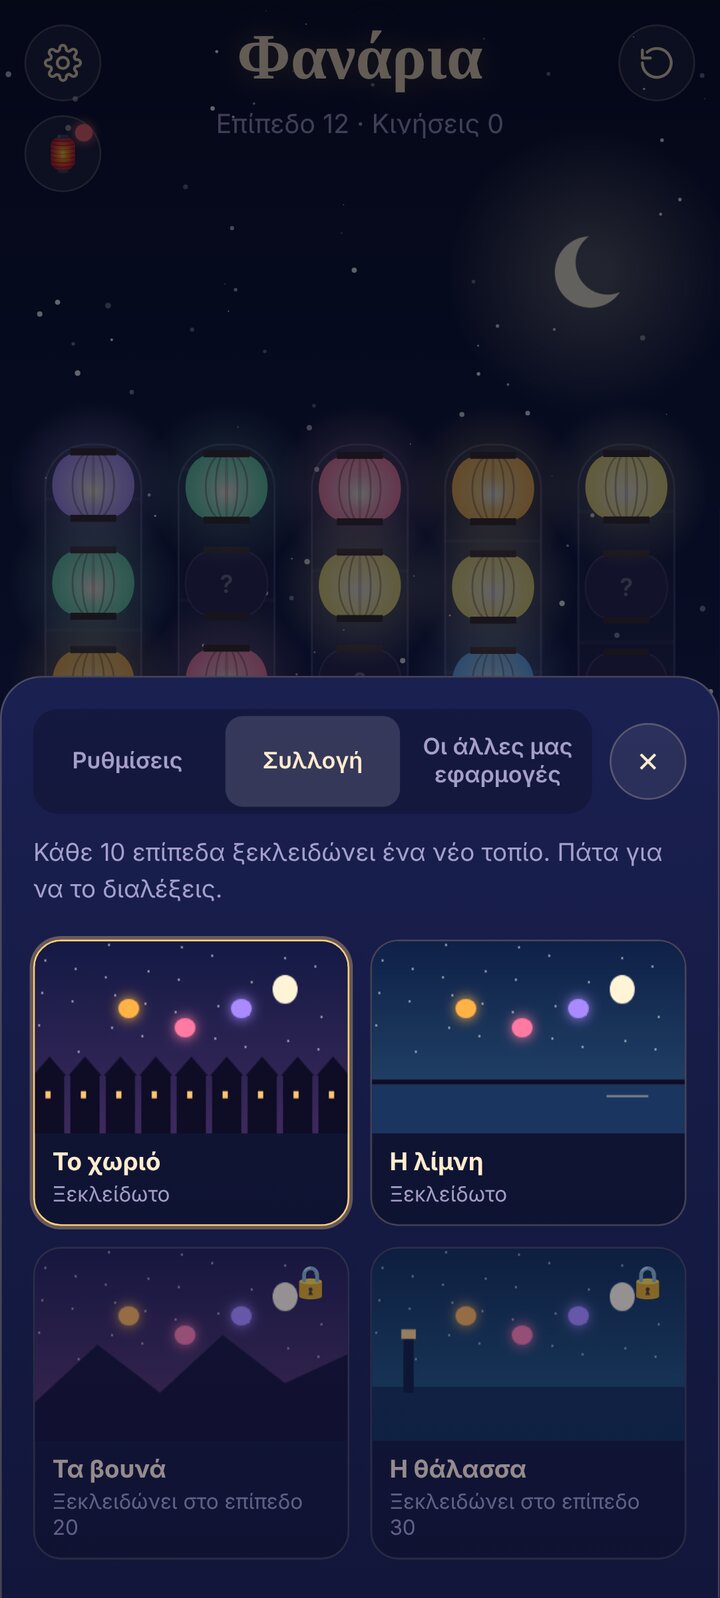 Φανάρια
Επίπεδο 12 · Κινήσεις 0
?
?
Ρυθμίσεις
Συλλογή
Οι άλλες μας
εφαρμογές
Κάθε 10 επίπεδα ξεκλειδώνει ένα νέο τοπίο. Πάτα για
να το διαλέξεις.
Το χωριό
Ξεκλείδωτο
Η λίμνη
Ξεκλείδωτο
Τα βουνά
Ξεκλειδώνει στο επίπεδο
20
Η θάλασσα
Ξεκλειδώνει στο επίπεδο
30